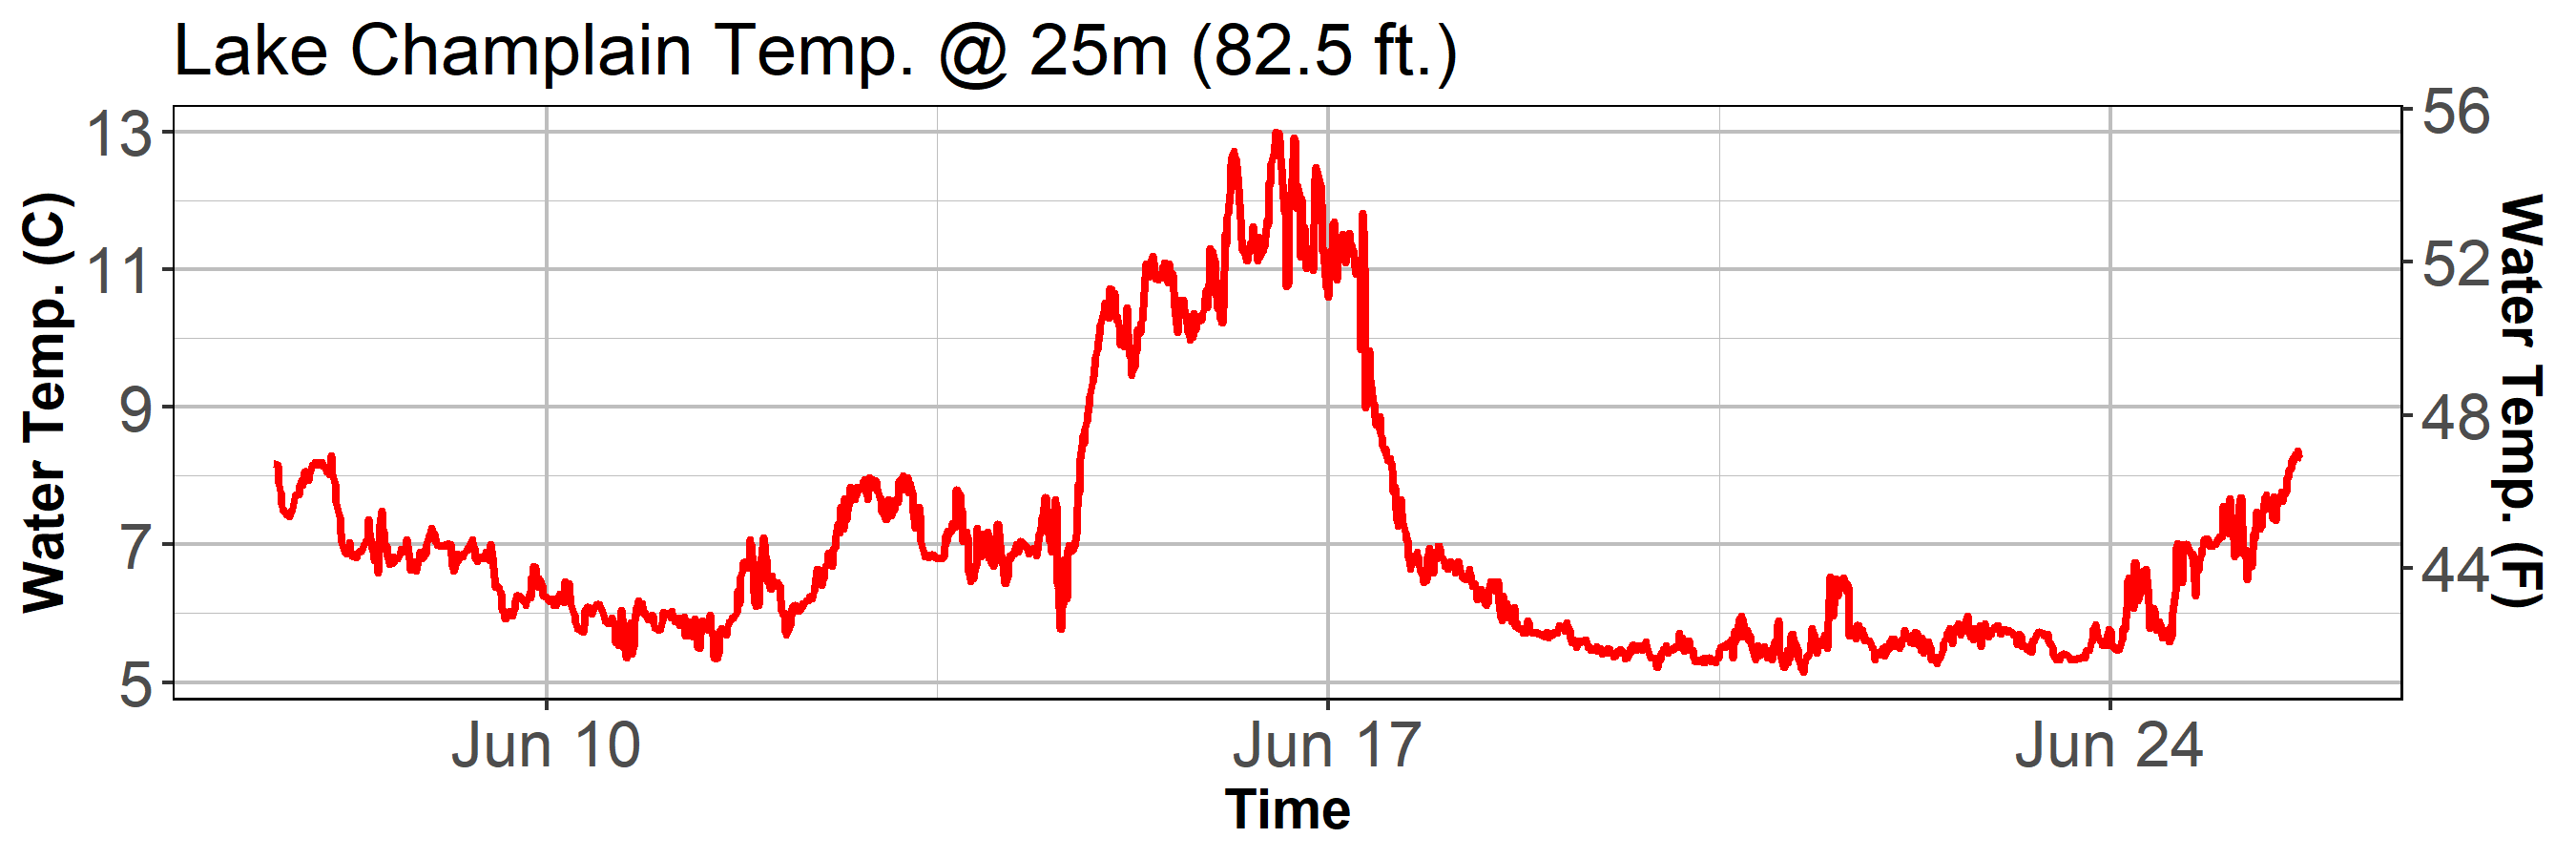 Lake Champlain Temp. @ 25m (82.5 ft.)
Water Temp. (C)
13
11
9
7
5
56
52
48
44
Water Temp. (F)
Jun 10
Jun 17
Jun 24
Time